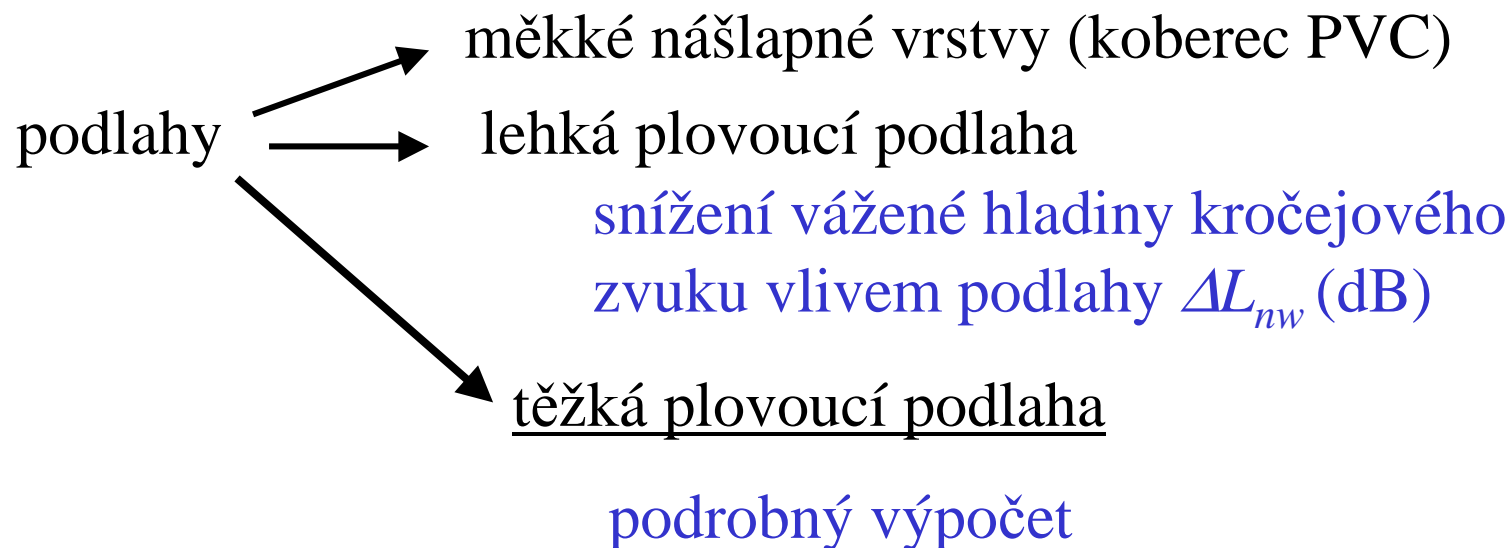 měkké nášlapné vrstvy (koberec PVC)
podlahy
lehká plovoucí podlaha
snížení vážené hladiny kročejového
zvuku vlivem podlahy ΔLnw (dB)
těžká plovoucí podlaha
podrobný výpočet